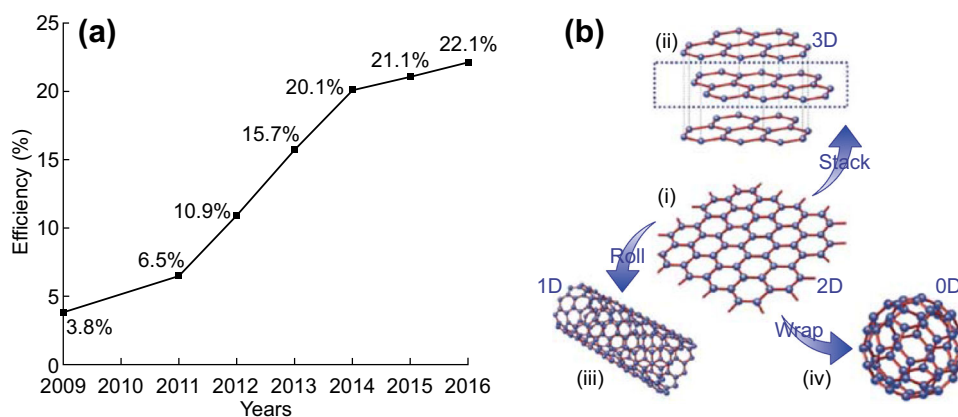 (a)
25
20
15
10
5
0
Efficiency (%)
3.8%
6.5%
10.9%
15.7%
20.1%
21.1%
22.1%
2009 2010 2011 2012 2013 2014 2015 2016
Years
(b)
(ii)
3D
Stack
(i)
Roll
2D
1D
(iii)
Wrap
0D
(iv)